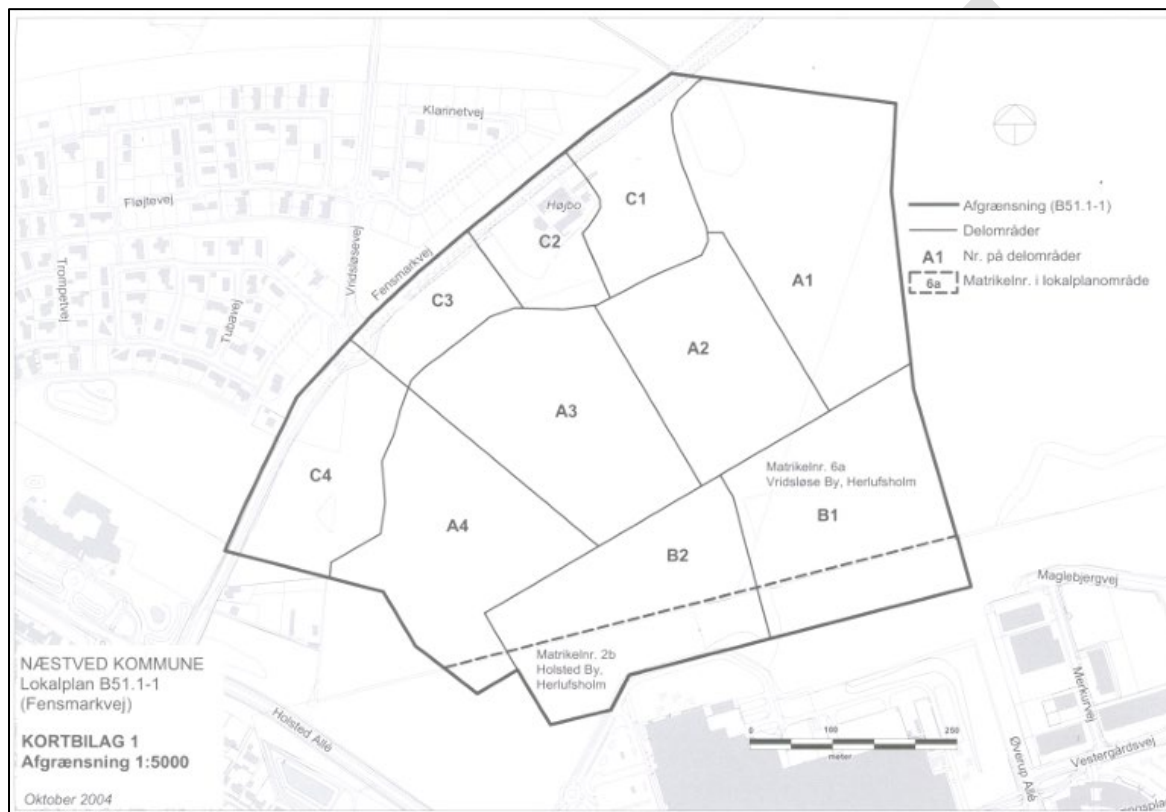 Klarinetvej
Fløjtevej
Trompetvej
Vridsløsevej
Tubavej
Fensmarkvej
Højbo
C1
C2
C3
C4
A1
A2
A3
A4
B1
B2
Afgrænsning (B51.1-1)
Delområder
A1 Nr. på delområder
6a Matrikelnr. i lokalplanområde
Matrikelnr. 6a
Vridsløse By, Herlufsholm
Matrikelnr. 2b
Holsted By,
Herlufsholm
Maglebjergvej
Merkurvej
Vestergårdsvej
Øverup Allé
Holsted Allé
0 100 250
meter
NÆSTVED KOMMUNE
Lokalplan B51.1-1
(Fensmarkvej)
KORTBILAG 1
Afgrænsning 1:5000
Oktober 2004